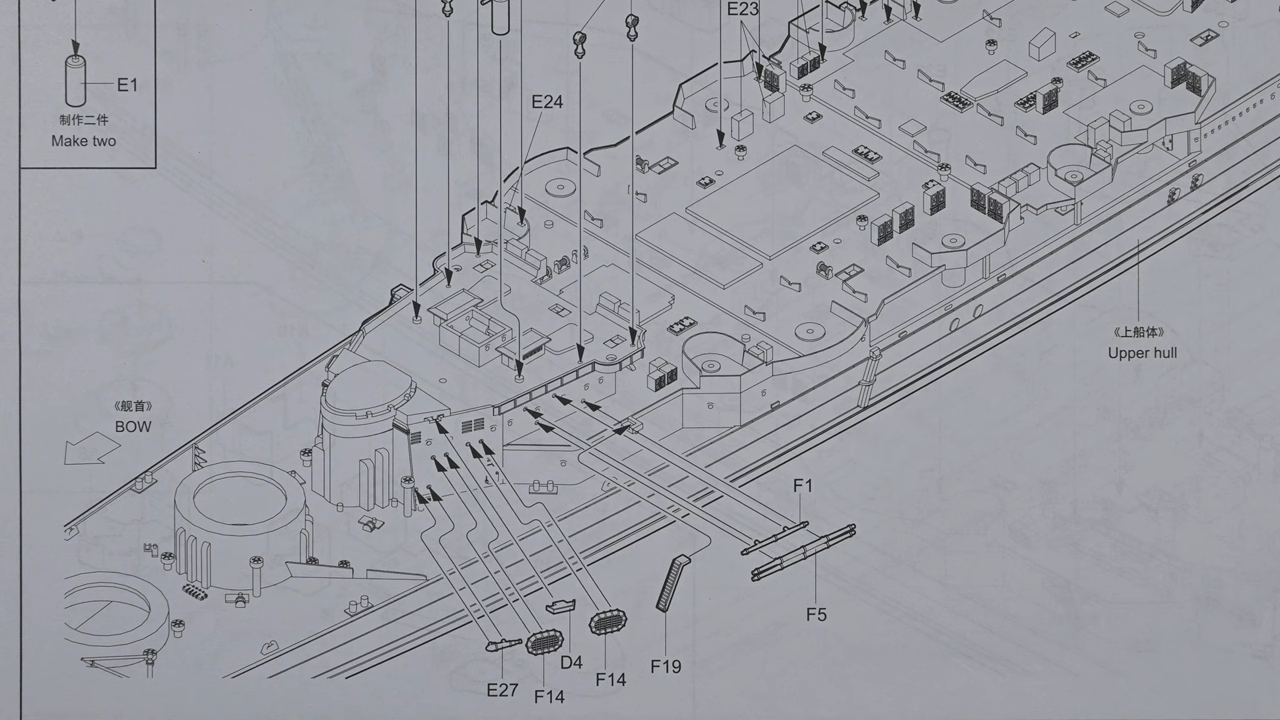 E23
E1
制作二件
Make two
E24
《上船体》
Upper hull
《舰首》
BOW
F1
F5
D4
F14
F19
E27
F14